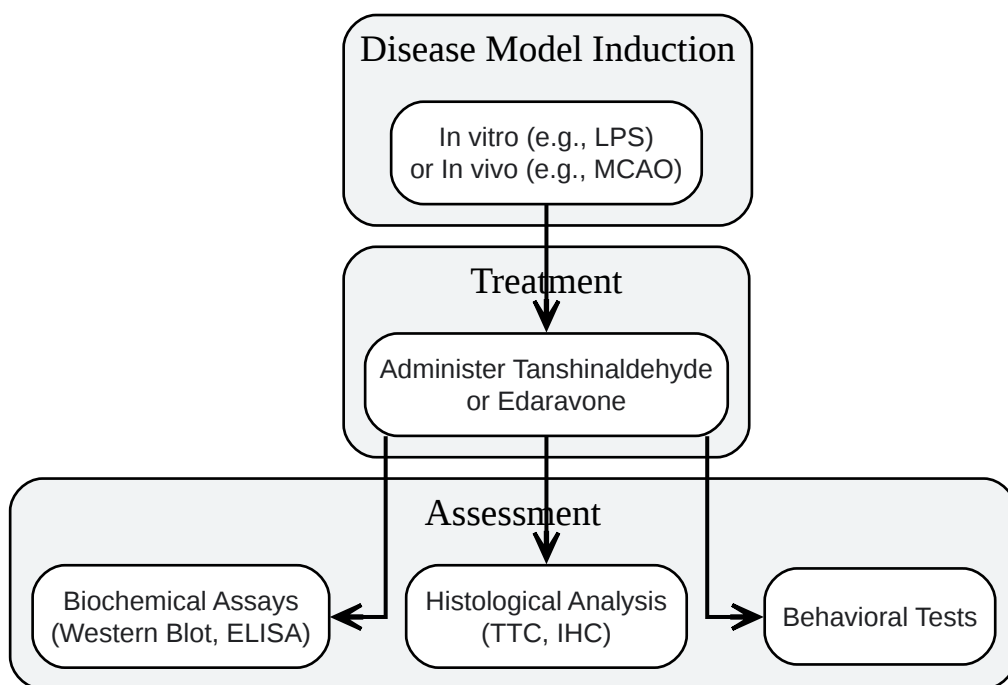 Disease Model Induction
In vitro (e.g., LPS)
or In vivo (e.g., MCAO)
Treatment
Administer Tanshinaldehyde
or Edaravone
Assessment
Biochemical Assays
(Western Blot, ELISA)
Histological Analysis
(TTC, IHC)
Behavioral Tests